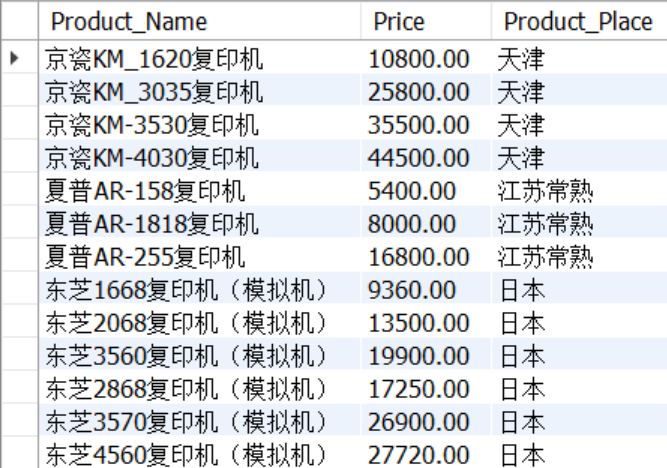 Product_Name Price Product_Place
京瓷KM_1620复印机 10800.00 天津
京瓷KM_3035复印机 25800.00 天津
京瓷KM-3530复印机 35500.00 天津
京瓷KM-4030复印机 44500.00 天津
夏普AR-158复印机 5400.00 江苏常熟
夏普AR-1818复印机 8000.00 江苏常熟
夏普AR-255复印机 16800.00 江苏常熟
东芝1668复印机（模拟机） 9360.00 日本
东芝2068复印机（模拟机） 13500.00 日本
东芝3560复印机（模拟机） 19900.00 日本
东芝2868复印机（模拟机） 17250.00 日本
东芝3570复印机（模拟机） 26900.00 日本
东芝4560复印机（模拟机） 27720.00 日本